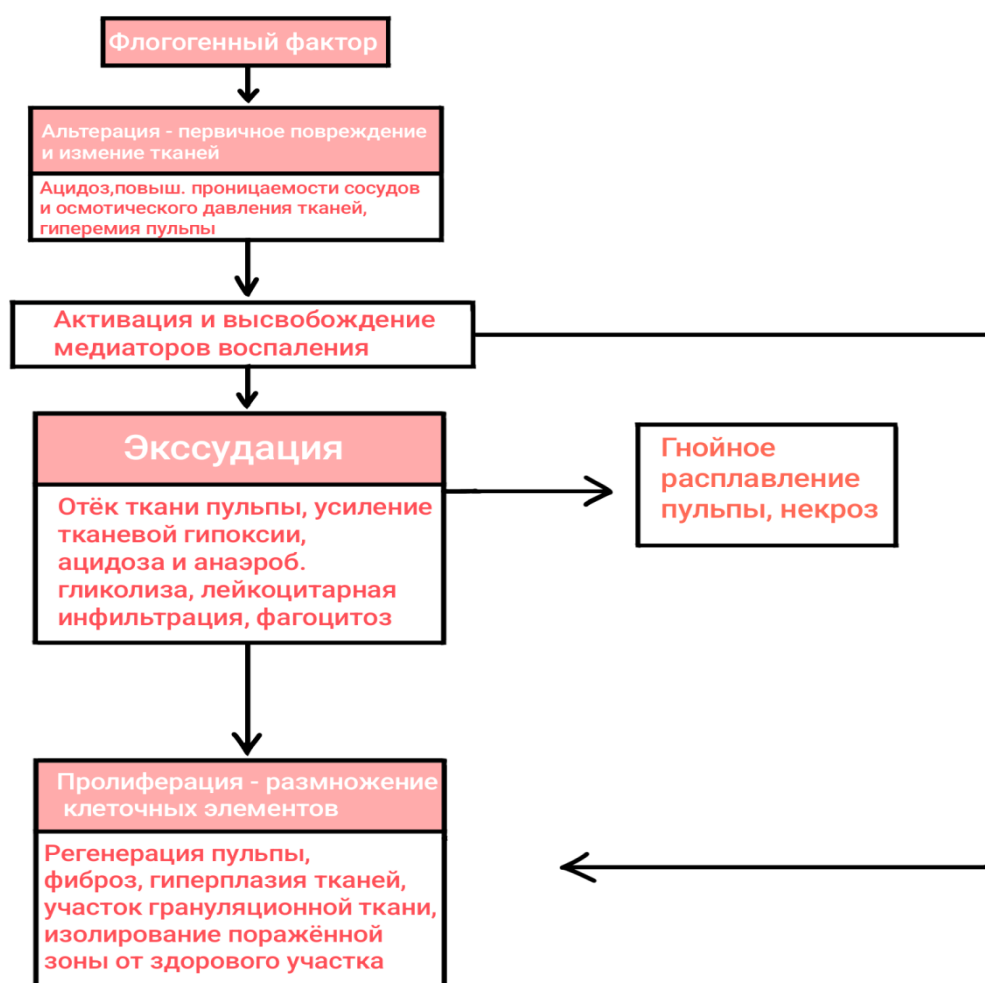 Флогогенный фактор
Альтерация - первичное повреждение
и измение тканей
Ацидоз,повыш. проницаемости сосудов
и осмотического давления тканей,
гиперемия пульпы
Активация и высвобождение
медиаторов воспаления
Экссудация
Отёк ткани пульпы, усиление
тканевой гипоксии,
ацидоза и анаэроб.
гликолиза, лейкоцитарная
инфильтрация, фагоцитоз
Гнойное
расплавление
пульпы, некроз
Пролиферация - размножение
клеточных элементов
Регенерация пульпы,
фиброз, гиперплазия тканей,
участок грануляционной ткани,
изолирование поражённой
зоны от здорового участка